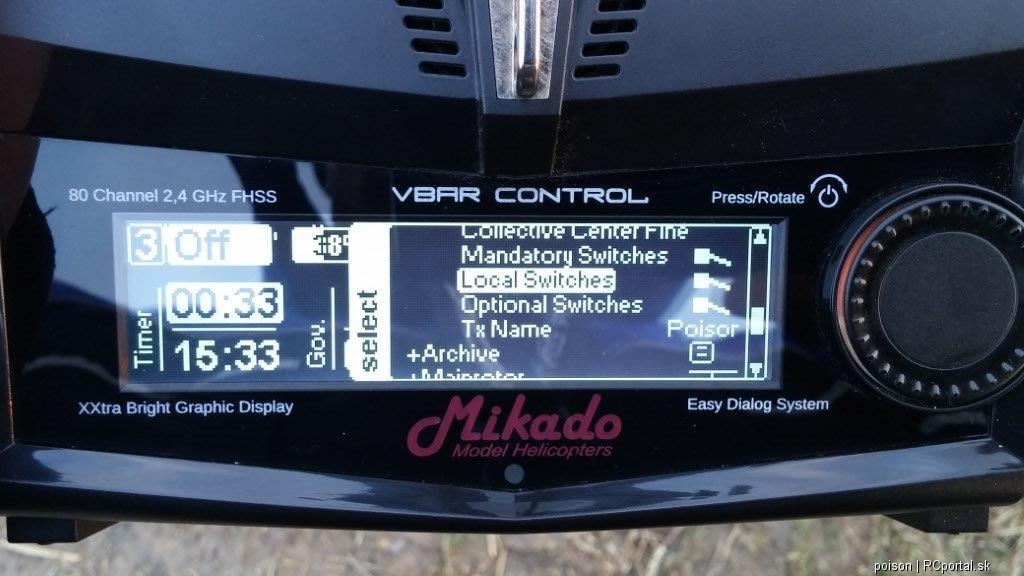 80 Channel 2,4 GHz FHSS
VBAR CONTROL
Press/Rotate
3 Off
00:33
15:33
Timer
Gov.
select
Collective Center Fine
Mandatory Switches
Local Switches
Optional Switches
Tx Name Poisor
+Archive
+Mainrotor
XXtra Bright Graphic Display
Easy Dialog System
Mikado
Model Helicopters
poison | RCportal.sk